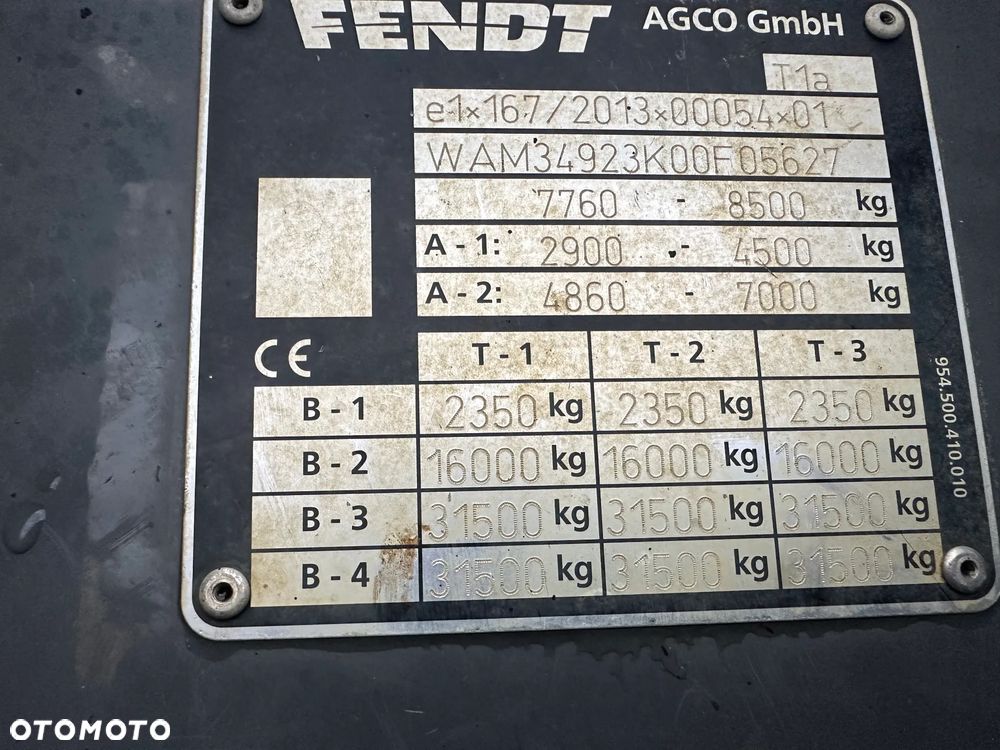 FENDT AGCO GmbH
T1a
e1×167/2013×00054×01
WAM34923K00F05627
7760 - 8500 kg
A - 1: 2900 - 4500 kg
A - 2: 4860 - 7000 kg
CE T - 1 T - 2 T - 3
B - 1 2350 kg 2350 kg 2350 kg
B - 2 16000 kg 16000 kg 16000 kg
B - 3 31500 kg 31500 kg 31500 kg
B - 4 31500 kg 31500 kg 31500 kg
954.500.410.010
OTOMOTO